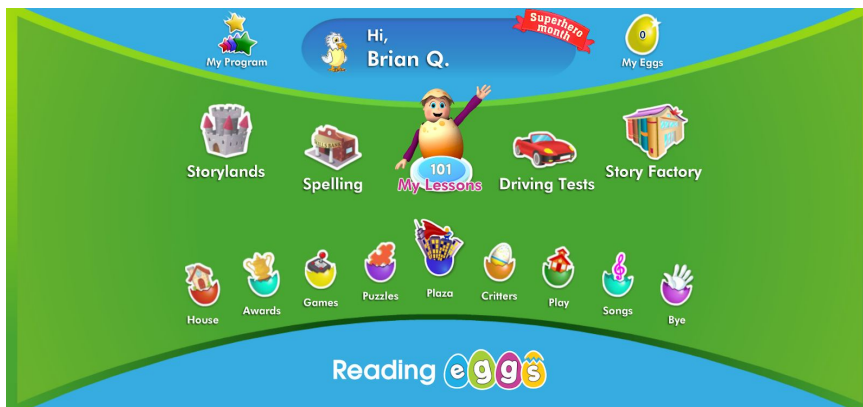 My Program
Hi,
Brian Q.
Superhero
month
0
My Eggs
Storylands
Spelling
101
My Lessons
Driving Tests
Story Factory
House
Awards
Games
Puzzles
Plaza
Critters
Play
Songs
Bye
Reading eggs